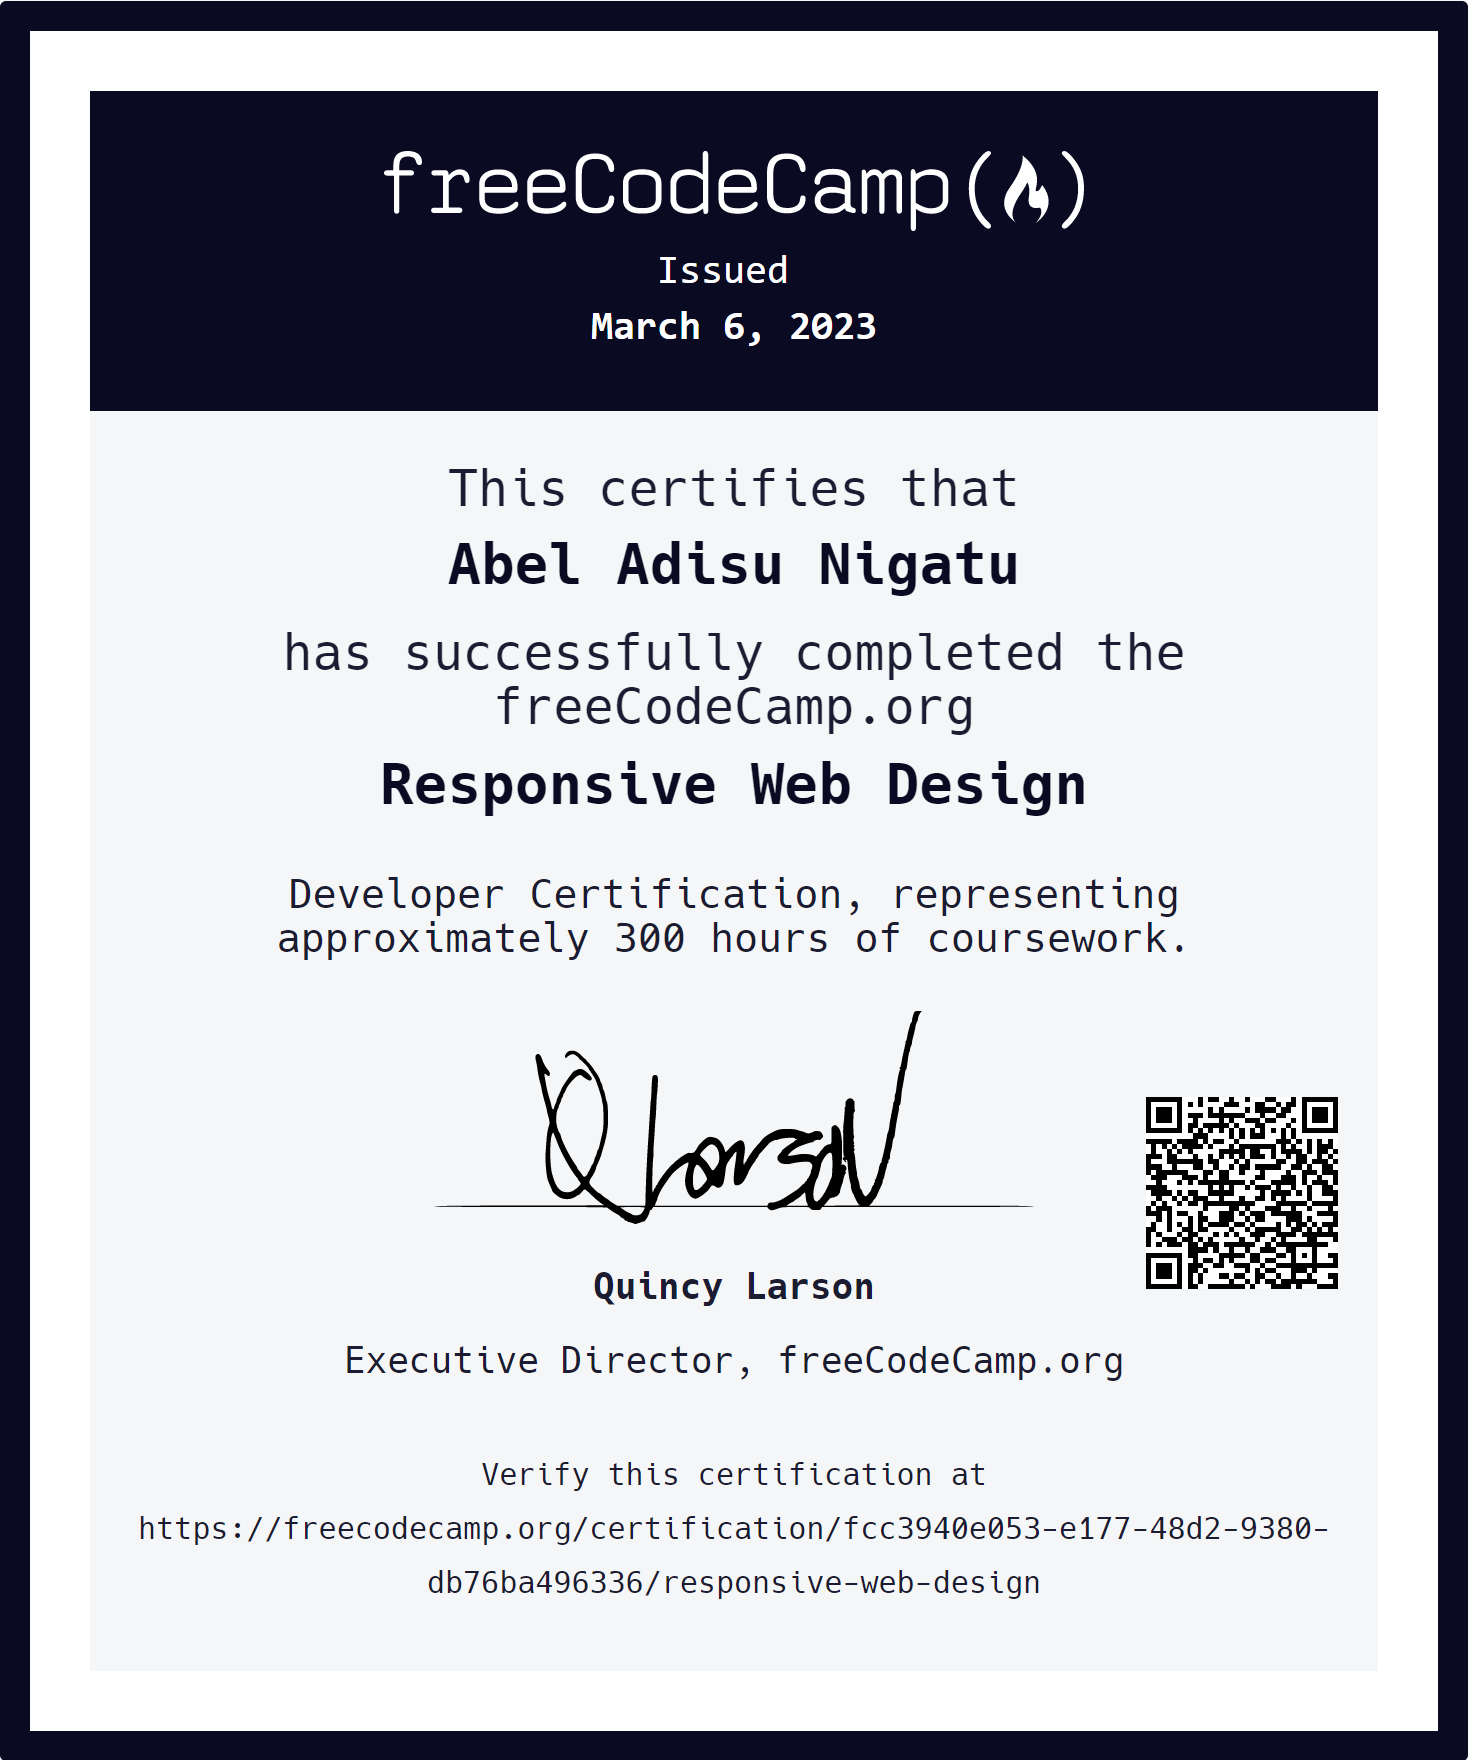 freeCodeCamp
Issued
March 6, 2023
This certifies that
Abel Adisu Nigatu
has successfully completed the
freeCodeCamp.org
Responsive Web Design
Developer Certification, representing
approximately 300 hours of coursework.
Q Larson
Quincy Larson
Executive Director, freeCodeCamp.org
Verify this certification at
https://freecodecamp.org/certification/fcc3940e053-e177-48d2-9380-
db76ba496336/responsive-web-design